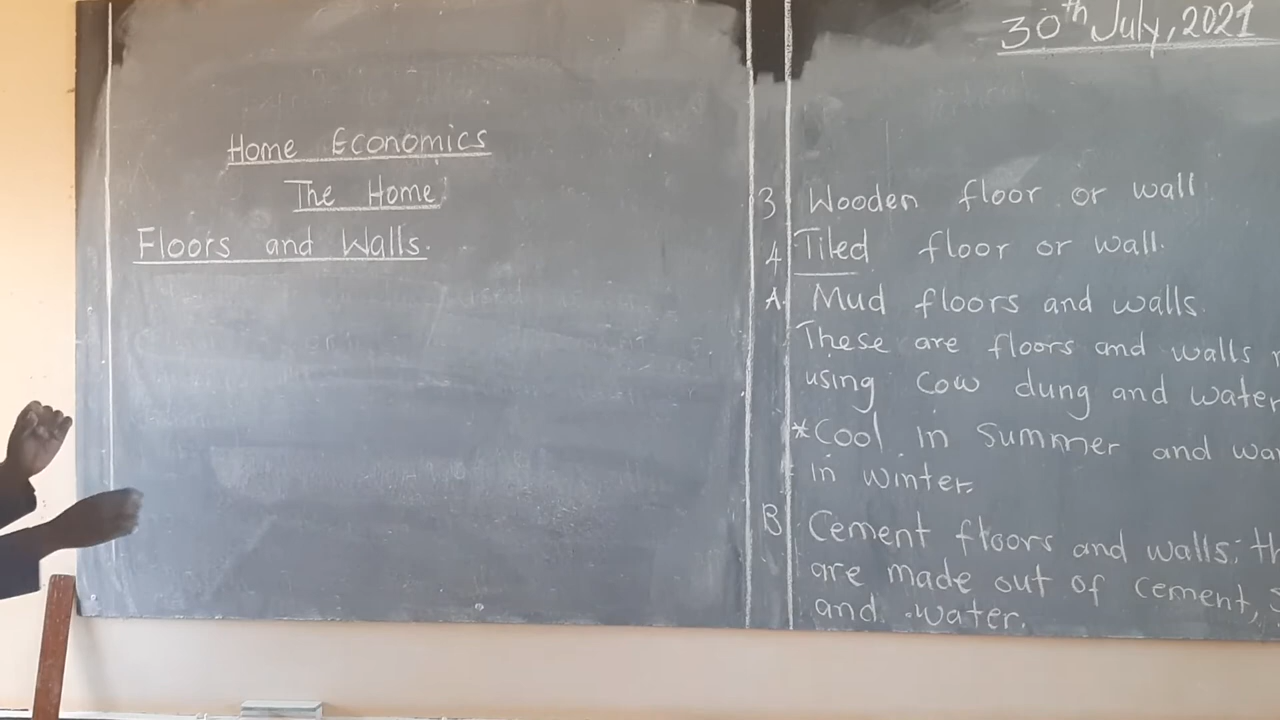 Home Economics
The Home
Floors and Walls.
30th July, 2021
3 Wooden floor or wall
4 Tiled floor or wall.
A. Mud floors and walls.
These are floors and walls
using cow dung and water
*Cool in summer and
in winter.
B Cement floors and walls;
are made out of cement,
and water.